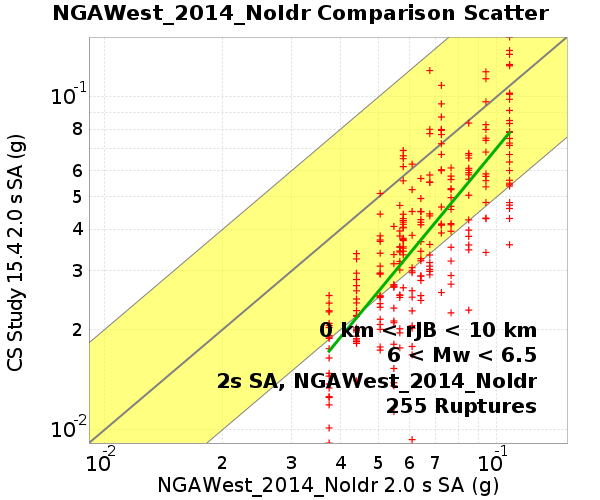 NGAWest_2014_NoIdr Comparison Scatter
CS Study 15.4 2.0 s SA (g)
10-1
8
6
5
4
3
2
10-2
0 km < rJB < 10 km
6 < Mw < 6.5
2s SA, NGAWest_2014_NoIdr
255 Ruptures
10-2 2 3 4 5 6 7 10-1
NGAWest_2014_NoIdr 2.0 s SA (g)